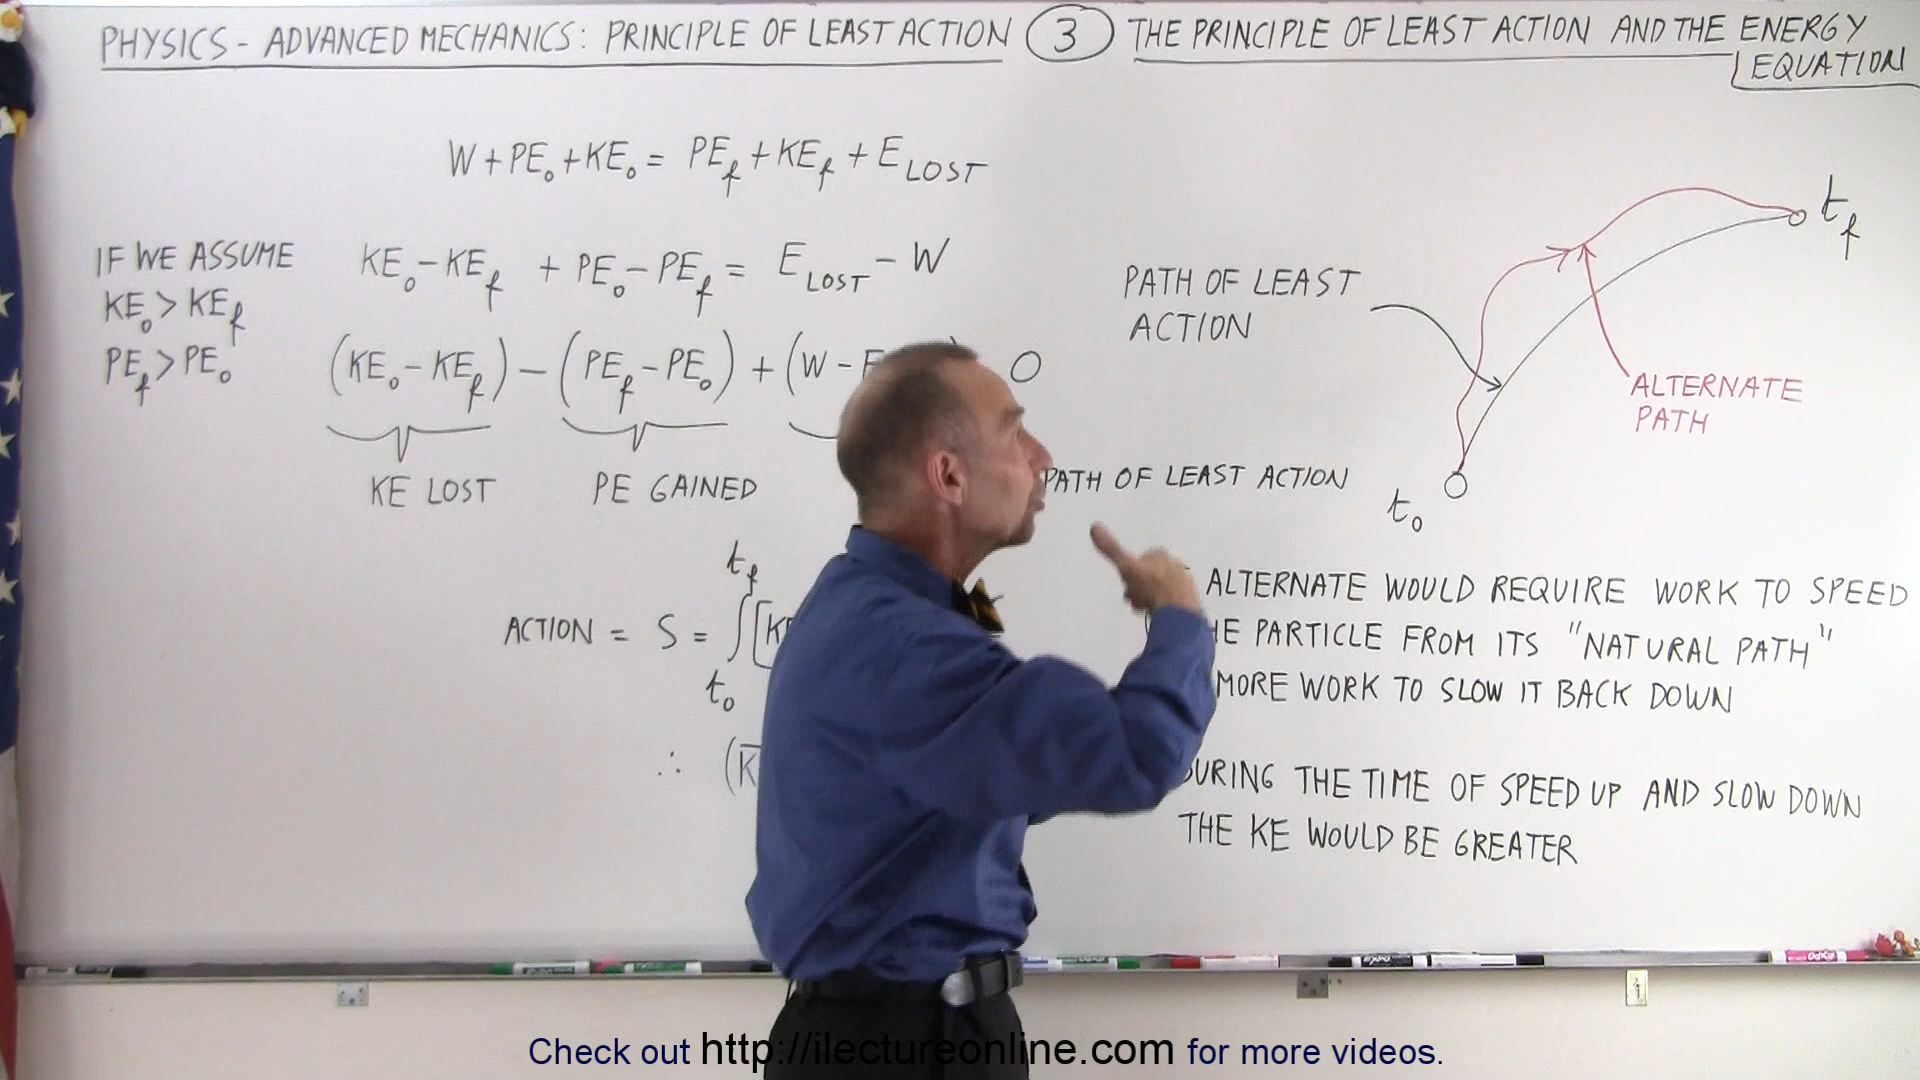 PHYSICS - ADVANCED MECHANICS: PRINCIPLE OF LEAST ACTION (3) THE PRINCIPLE OF LEAST ACTION AND THE ENERGY
EQUATION
W + PE₀ + KE₀ = PE_f + KE_f + E_LOST
IF WE ASSUME
KE₀ > KE_f
PE_f > PE₀
KE₀ - KE_f + PE₀ - PE_f = E_LOST - W
(KE₀ - KE_f) - (PE_f - PE₀) + (W - 0
KE LOST
PE GAINED
PATH OF LEAST ACTION
t_f
ACTION = S = ∫[
t₀
∴ (
PATH OF LEAST
ACTION
t_f
ALTERNATE
PATH
t₀
ALTERNATE WOULD REQUIRE WORK TO SPEED
PARTICLE FROM ITS "NATURAL PATH"
MORE WORK TO SLOW IT BACK DOWN
DURING THE TIME OF SPEED UP AND SLOW DOWN
THE KE WOULD BE GREATER
Check out http://ilectureonline.com for more videos.